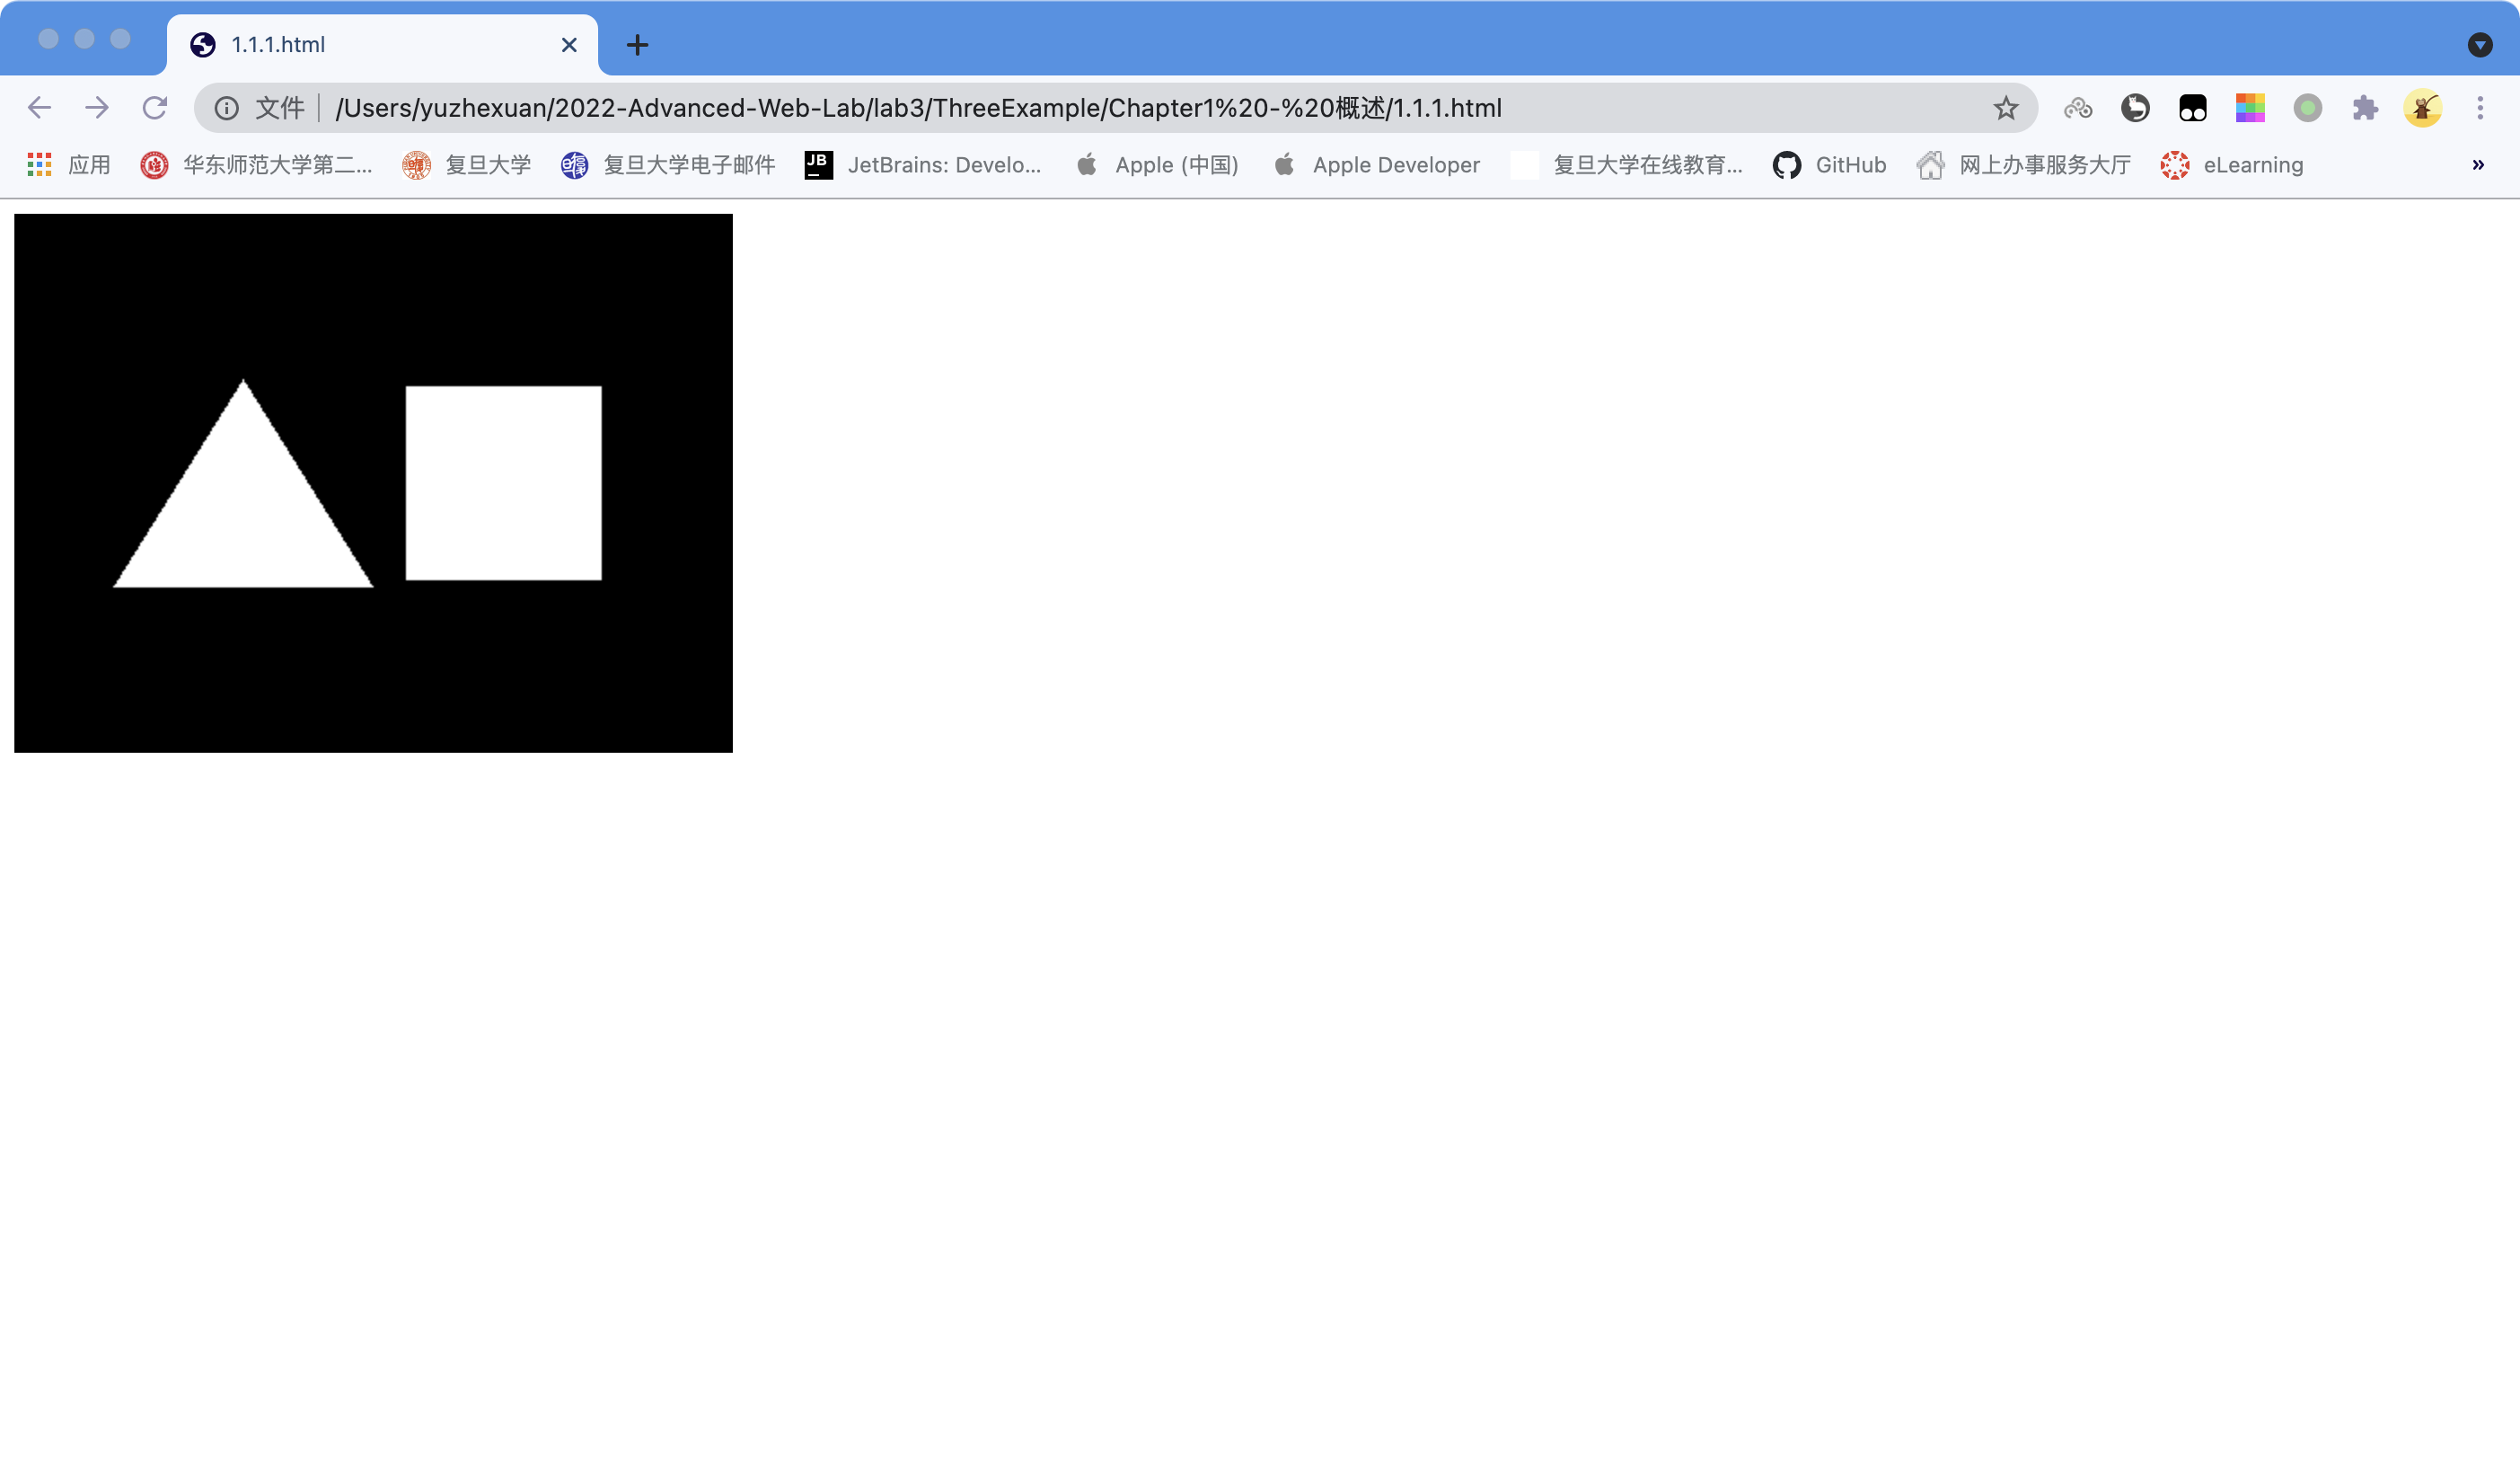 1.1.1.html
文件 /Users/yuzhexuan/2022-Advanced-Web-Lab/lab3/ThreeExample/Chapter1%20-%20概述/1.1.1.html
应用 华东师范大学第二... 复旦大学 复旦大学电子邮件 JB JetBrains: Develo... Apple (中国) Apple Developer 复旦大学在线教育... GitHub 网上办事服务大厅 eLearning »